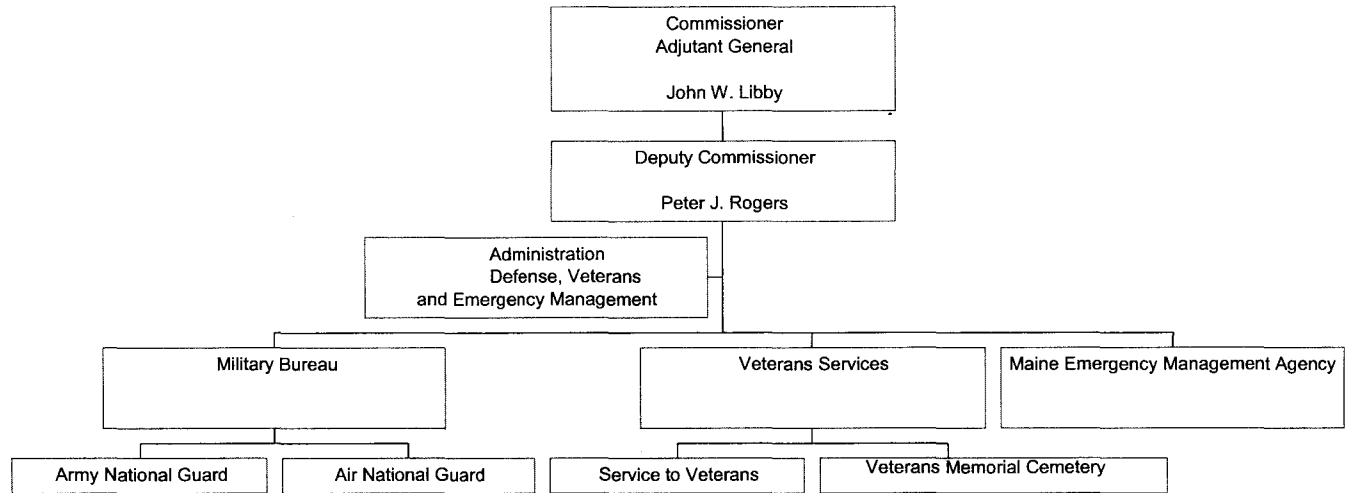 Commissioner
Adjutant General
John W. Libby
Deputy Commissioner
Peter J. Rogers
Administration
Defense, Veterans
and Emergency Management
Military Bureau
Veterans Services
Maine Emergency Management Agency
Army National Guard
Air National Guard
Service to Veterans
Veterans Memorial Cemetery